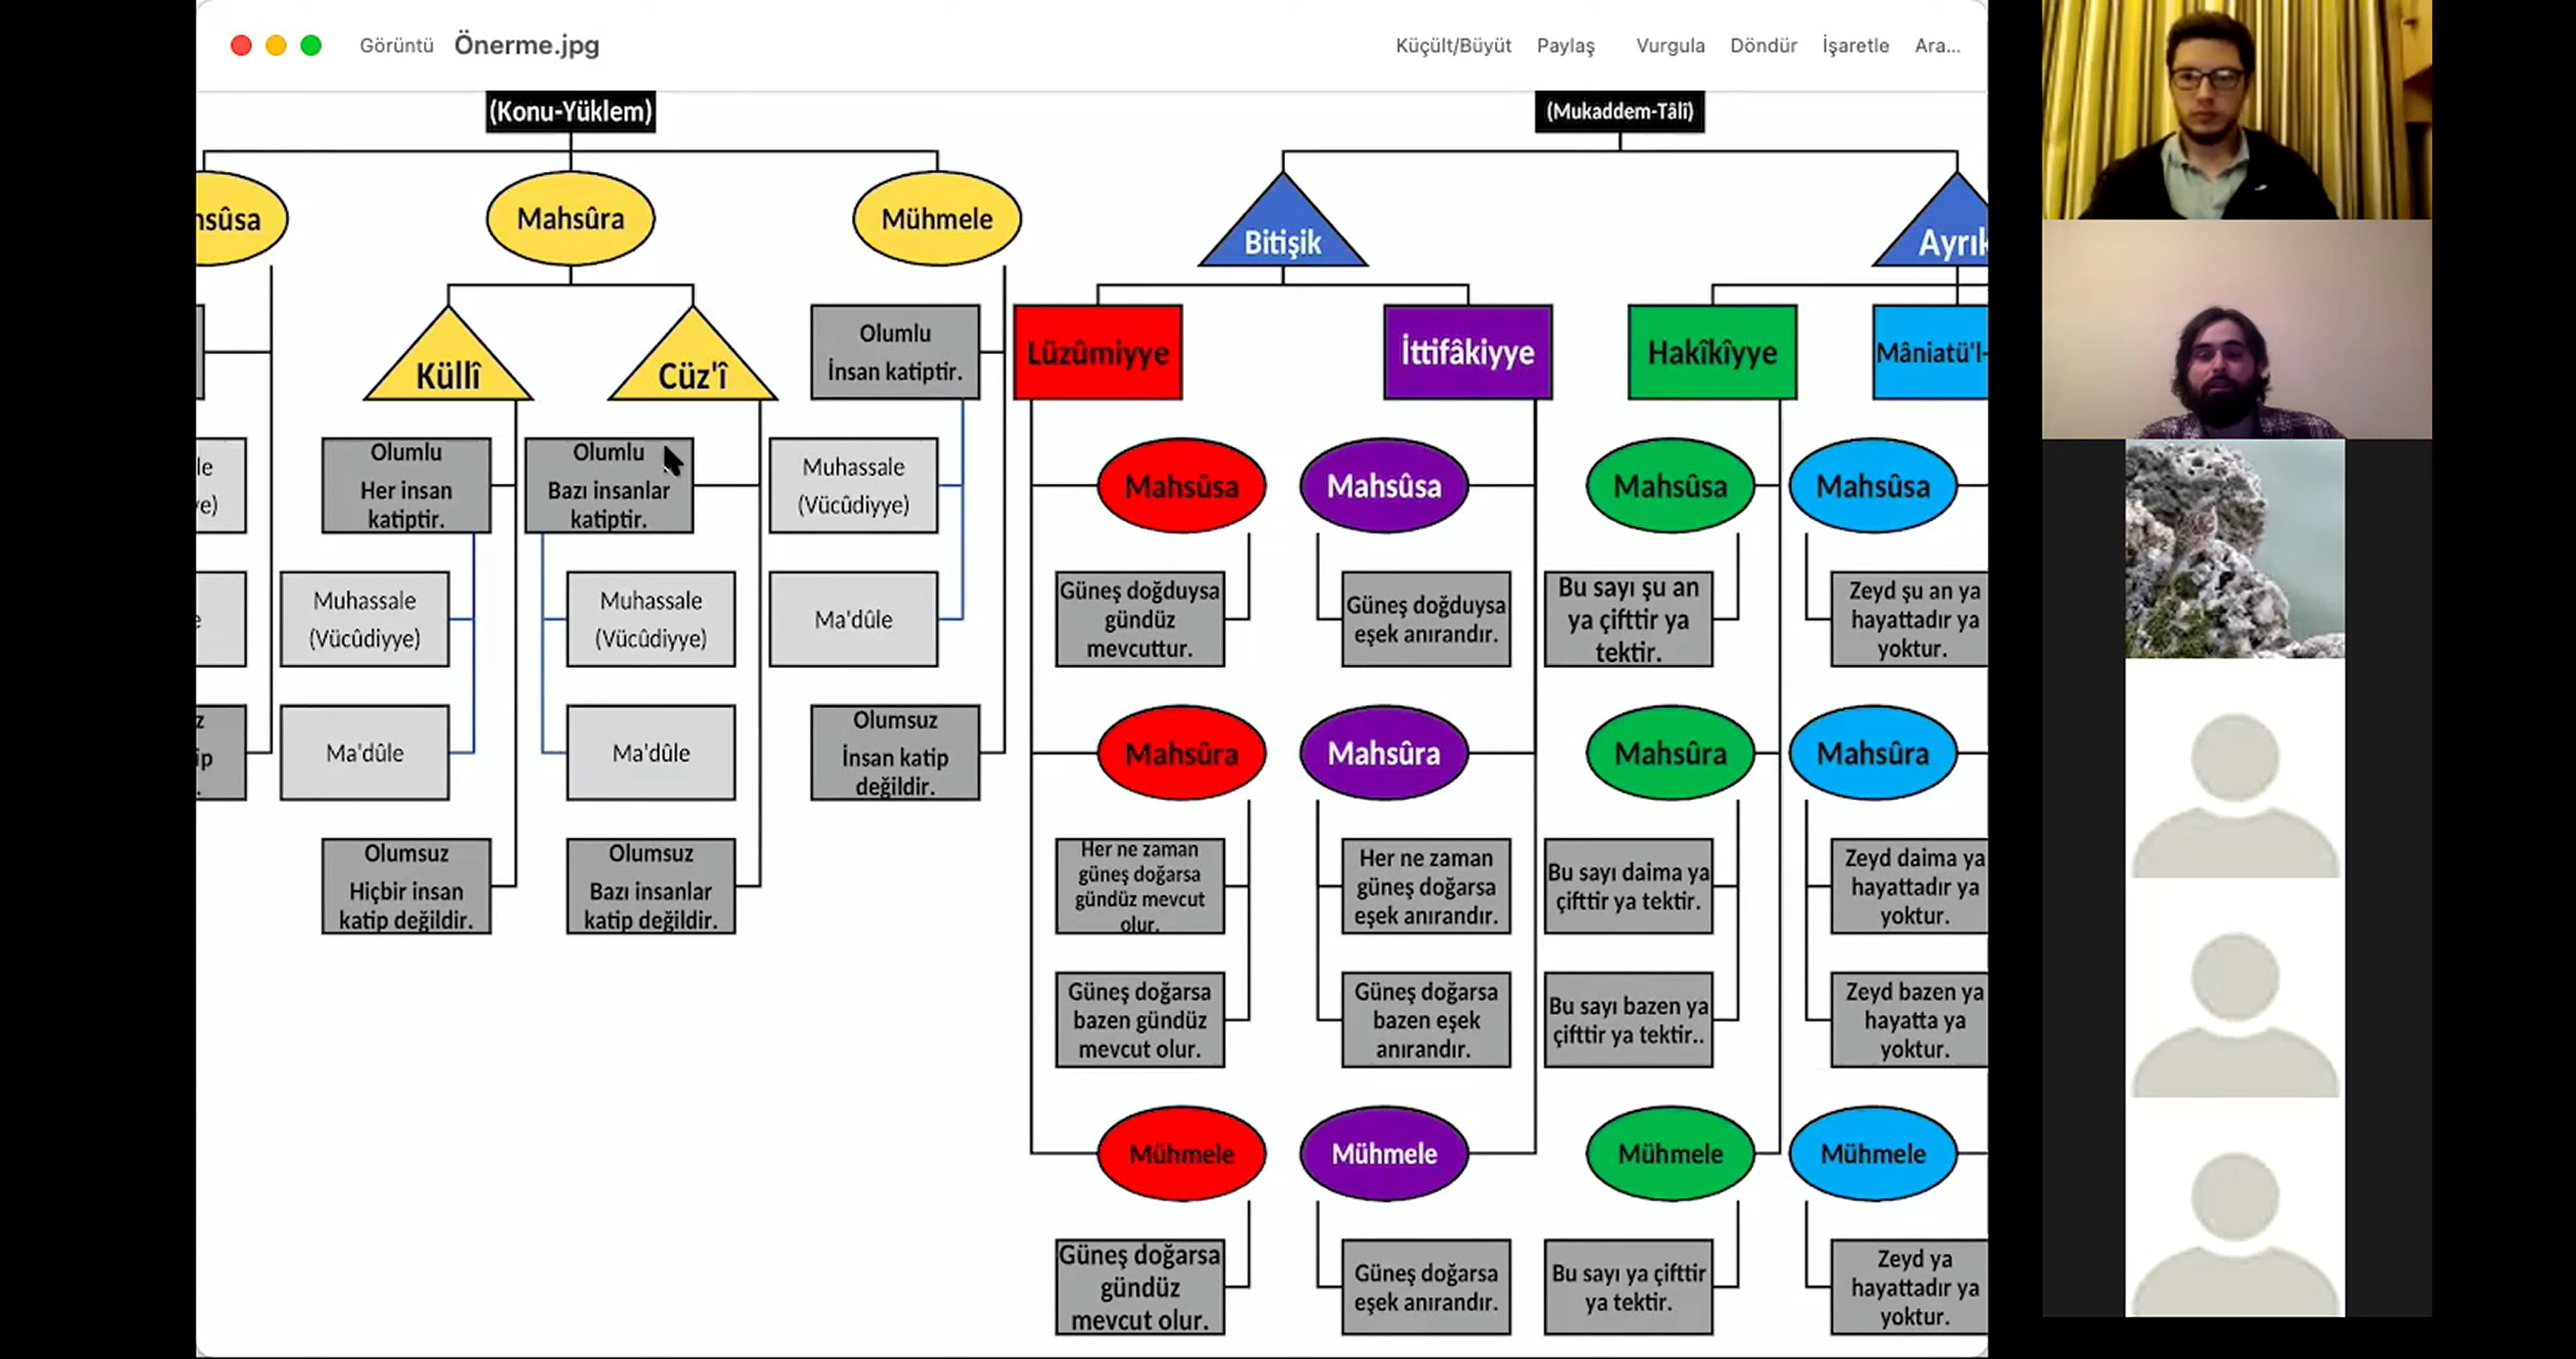 Görüntü Önerme.jpg Küçült/Büyüt Paylaş Vurgula Döndür İşaretle Ara...
(Konu-Yüklem)
(Mukaddem-Tâlî)
Mahsûra
Mühmele
Bitişik
Küllî
Cüz'î
Olumlu
İnsan katiptir.
Lüzûmiyye
İttifâkiyye
Hakîkîyye
Mâniatü'l-
Olumlu
Her insan
katiptir.
Olumlu
Bazı insanlar
katiptir.
Muhassale
(Vücûdiyye)
Mahsûsa
Mahsûsa
Mahsûsa
Mahsûsa
Muhassale
(Vücûdiyye)
Muhassale
(Vücûdiyye)
Ma'dûle
Güneş doğduysa
gündüz
mevcuttur.
Güneş doğduysa
eşek anırandır.
Bu sayı şu an
ya çifttir ya
tektir.
Zeyd şu an ya
hayattadır ya
yoktur.
Ma'dûle
Ma'dûle
Olumsuz
İnsan katip
değildir.
Mahsûra
Mahsûra
Mahsûra
Mahsûra
Olumsuz
Hiçbir insan
katip değildir.
Olumsuz
Bazı insanlar
katip değildir.
Her ne zaman
güneş doğarsa
gündüz mevcut
olur.
Her ne zaman
güneş doğarsa
eşek anırandır.
Bu sayı daima ya
çifttir ya tektir.
Zeyd daima ya
hayattadır ya
yoktur.
Güneş doğarsa
bazen gündüz
mevcut olur.
Güneş doğarsa
bazen eşek
anırandır.
Bu sayı bazen ya
çifttir ya tektir..
Zeyd bazen ya
hayatta ya
yoktur.
Mühmele
Mühmele
Mühmele
Mühmele
Güneş doğarsa
gündüz
mevcut olur.
Güneş doğarsa
eşek anırandır.
Bu sayı ya çifttir
ya tektir.
Zeyd ya
hayattadır ya
yoktur.